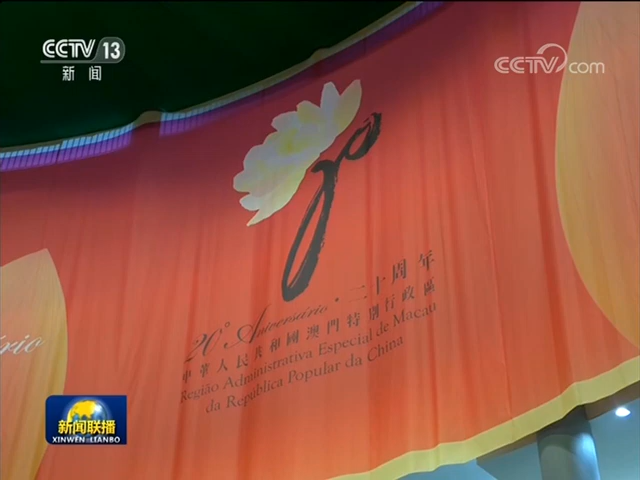 CCTV 13
新闻
CCTV.com
ário
20° Aniversário · 二十周年
中華人民共和國澳門特別行政區
Região Administrativa Especial de Macau
da República Popular da China
新闻联播
XINWEN LIANBO